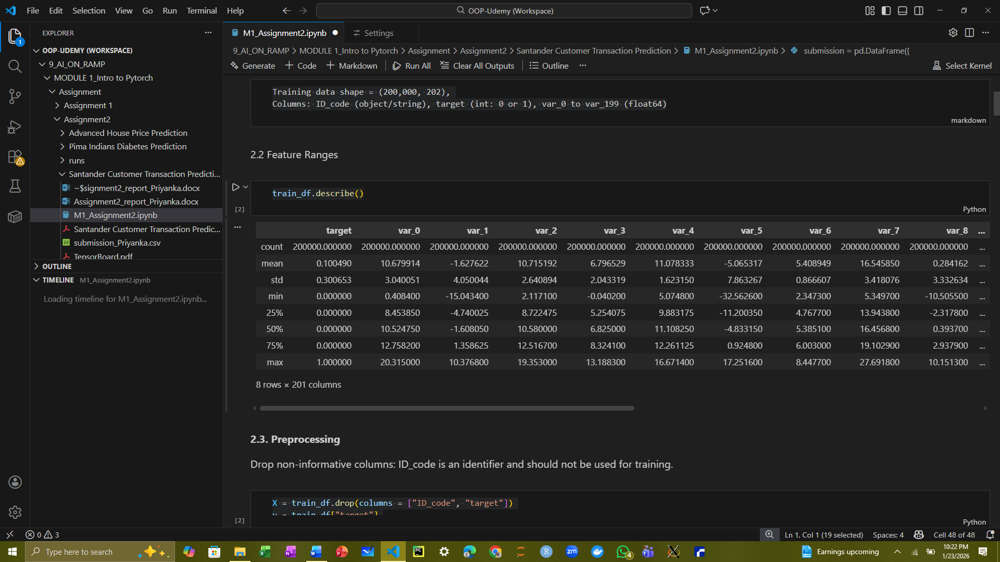 File Edit Selection View Go Run Terminal Help
OOP-Udemy (Workspace)
EXPLORER
M1_Assignment2.ipynb
Settings
OOP-UDEMY (WORKSPACE)
9_AI_ON_RAMP
MODULE 1_Intro to Pytorch
Assignment
Assignment 1
Assignment2
Advanced House Price Prediction
Pima Indians Diabetes Prediction
runs
Santander Customer Transaction Predicti...
~$signment2_report_Priyanka.docx
Assignment2_report_Priyanka.docx
M1_Assignment2.ipynb
Santander Customer Transaction Predic...
submission_Priyanka.csv
TensorBoard.pdf
OUTLINE
TIMELINE M1_Assignment2.ipynb
Loading timeline for M1_Assignment2.ipynb...
9_AI_ON_RAMP > MODULE 1_Intro to Pytorch > Assignment > Assignment2 > Santander Customer Transaction Prediction > M1_Assignment2.ipynb > submission = pd.DataFrame({
Generate + Code + Markdown Run All Clear All Outputs Outline ... Select Kernel
Training data shape = (200,000, 202),
Columns: ID_code (object/string), target (int: 0 or 1), var_0 to var_199 (float64)
markdown
2.2 Feature Ranges
train_df.describe()
[2]
Python
target var_0 var_1 var_2 var_3 var_4 var_5 var_6 var_7 var_8 ...
count 200000.000000 200000.000000 200000.000000 200000.000000 200000.000000 200000.000000 200000.000000 200000.000000 200000.000000 200000.000000 ...
mean 0.100490 10.679914 -1.627622 10.715192 6.796529 11.078333 -5.065317 5.408949 16.545850 0.284162 ...
std 0.300653 3.040051 4.050044 2.640894 2.043319 1.623150 7.863267 0.866607 3.418076 3.332634 ...
min 0.000000 0.408400 -15.043400 2.117100 -0.040200 5.074800 -32.562600 2.347300 5.349700 -10.505500 ...
25% 0.000000 8.453850 -4.740025 8.722475 5.254075 9.883175 -11.200350 4.767700 13.943800 -2.317800 ...
50% 0.000000 10.524750 -1.608050 10.580000 6.825000 11.108250 -4.833150 5.385100 16.456800 0.393700 ...
75% 0.000000 12.758200 1.358625 12.516700 8.324100 12.261125 0.924800 6.003000 19.102900 2.937900 ...
max 1.000000 20.315000 10.376800 19.353000 13.188300 16.671400 17.251600 8.447700 27.691800 10.151300 ...
8 rows × 201 columns
2.3. Preprocessing
Drop non-informative columns: ID_code is an identifier and should not be used for training.
X = train_df.drop(columns = ["ID_code", "target"])
y = train_df["target"]
[2]
Python
0 3
Ln 1, Col 1 (19 selected) Spaces: 4 Cell 48 of 48
Type here to search
Earnings upcoming
10:22 PM
1/23/2026